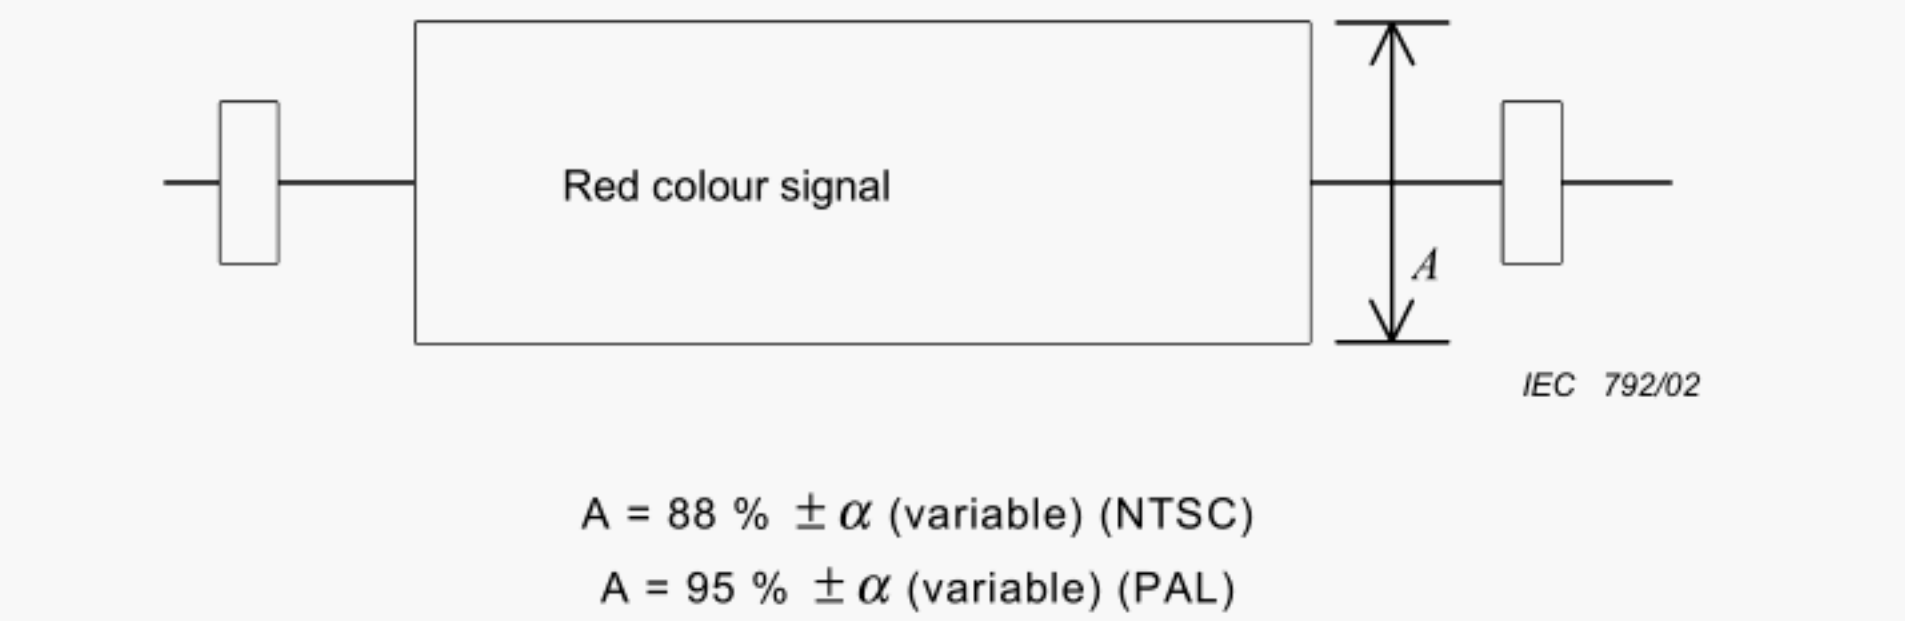 Red colour signal
A
IEC 792/02
A = 88 % ± α (variable) (NTSC)
A = 95 % ± α (variable) (PAL)